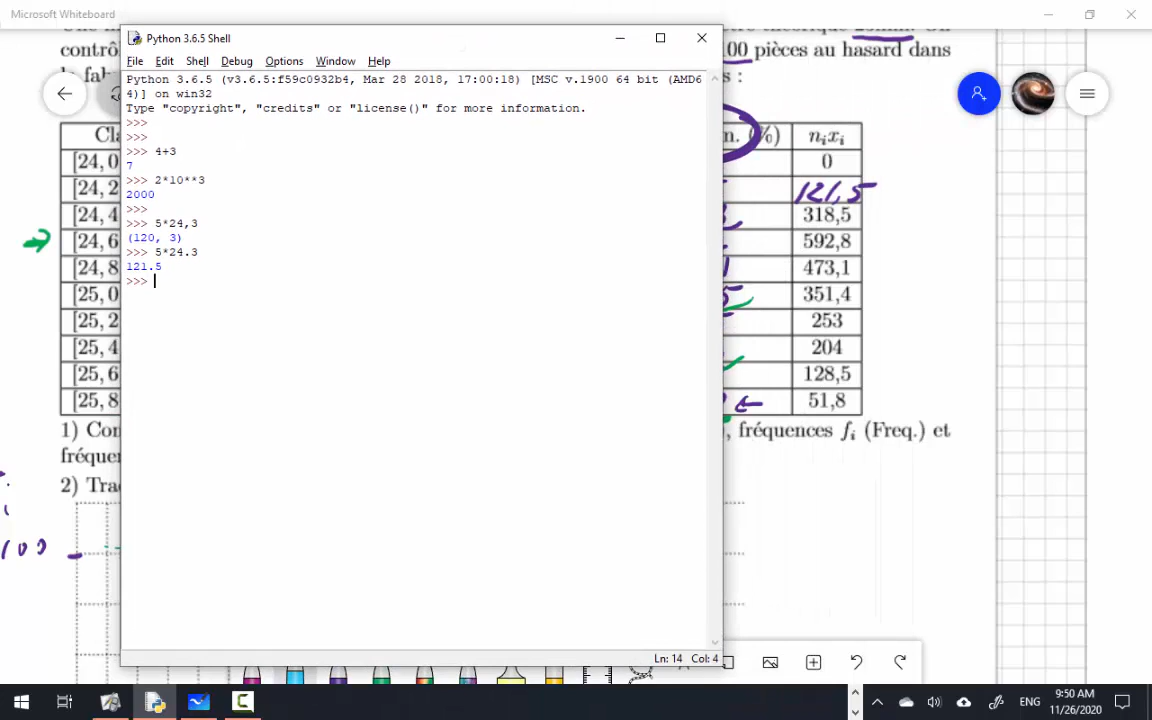 Microsoft Whiteboard
contrô
100 pièces au hasard dans
s :
Python 3.6.5 Shell
File Edit Shell Debug Options Window Help
Python 3.6.5 (v3.6.5:f59c0932b4, Mar 28 2018, 17:00:18) [MSC v.1900 64 bit (AMD6
4)] on win32
Type "copyright", "credits" or "license()" for more information.
>>>
>>>
>>> 4+3
7
>>> 2*10**3
2000
>>>
>>> 5*24,3
(120, 3)
>>> 5*24.3
121.5
>>>
Ln: 14 Col: 4
Cla
n. (%) nᵢxᵢ
[24, 0 0
[24, 2 121,5
[24, 4 318,5
[24, 6 592,8
[24, 8 473,1
[25, 0 351,4
[25, 2 253
[25, 4 204
[25, 6 128,5
[25, 8 51,8
1) Con , fréquences fᵢ (Freq.) et
fréque
2) Tra
100
ENG
9:50 AM
11/26/2020